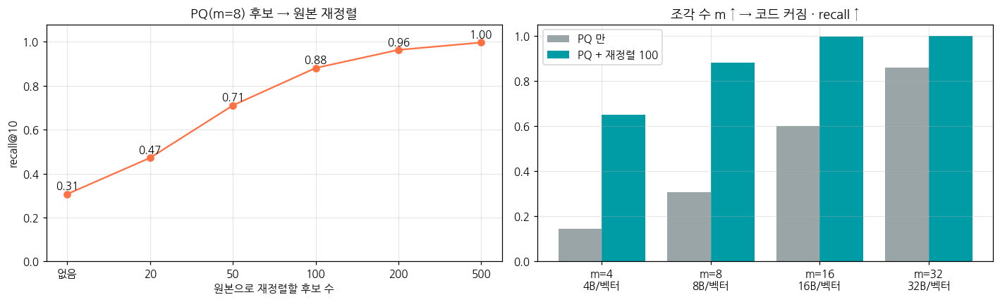 PQ(m=8) 후보 → 원본 재정렬
recall@10
1.0
0.8
0.6
0.4
0.2
0.0
0.31
0.47
0.71
0.88
0.96
1.00
없음 20 50 100 200 500
원본으로 재정렬할 후보 수
조각 수 m ↑ → 코드 커짐 · recall ↑
PQ 만
PQ + 재정렬 100
1.0
0.8
0.6
0.4
0.2
0.0
m=4 m=8 m=16 m=32
4B/벡터 8B/벡터 16B/벡터 32B/벡터